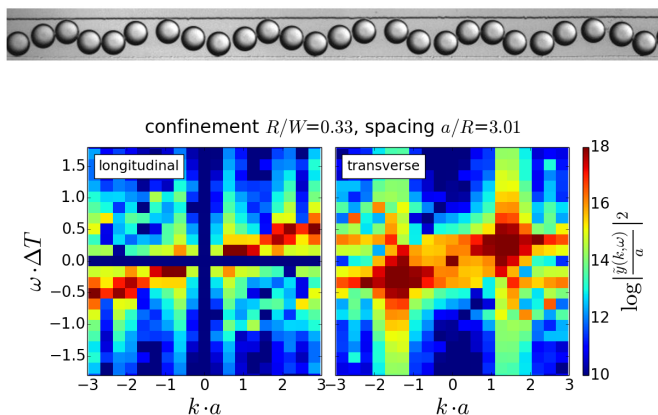 confinement R/W=0.33, spacing a/R=3.01
longitudinal
transverse
ω·ΔT
1.5
1.0
0.5
0.0
−0.5
−1.0
−1.5
−3 −2 −1 0 1 2 3
−3 −2 −1 0 1 2 3
k·a
k·a
18
16
14
12
10
log|ỹ(k,ω)/a|2